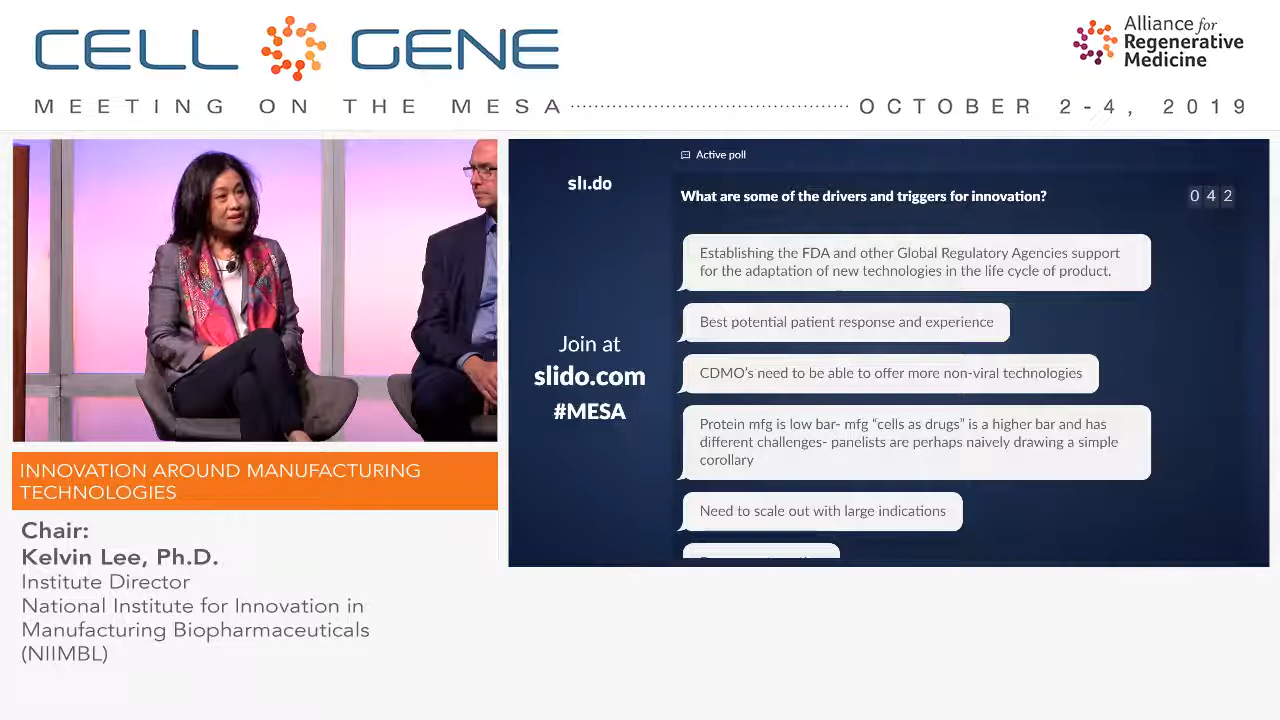 CELL GENE
Alliance for
Regenerative
Medicine
MEETING ON THE MESA
OCTOBER 2-4, 2019
sli.do
Active poll
What are some of the drivers and triggers for innovation?
042
Establishing the FDA and other Global Regulatory Agencies support
for the adaptation of new technologies in the life cycle of product.
Best potential patient response and experience
CDMO's need to be able to offer more non-viral technologies
Protein mfg is low bar- mfg “cells as drugs” is a higher bar and has
different challenges- panelists are perhaps naively drawing a simple
corollary
Need to scale out with large indications
Join at
slido.com
#MESA
INNOVATION AROUND MANUFACTURING
TECHNOLOGIES
Chair:
Kelvin Lee, Ph.D.
Institute Director
National Institute for Innovation in
Manufacturing Biopharmaceuticals
(NIIMBL)